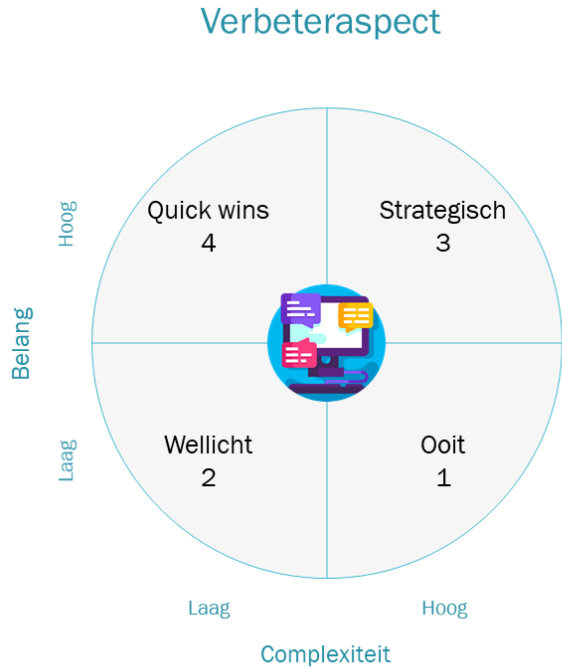 Verbeteraspect
Hoog
Quick wins
4
Strategisch
3
Belang
Laag
Wellicht
2
Ooit
1
Laag
Hoog
Complexiteit